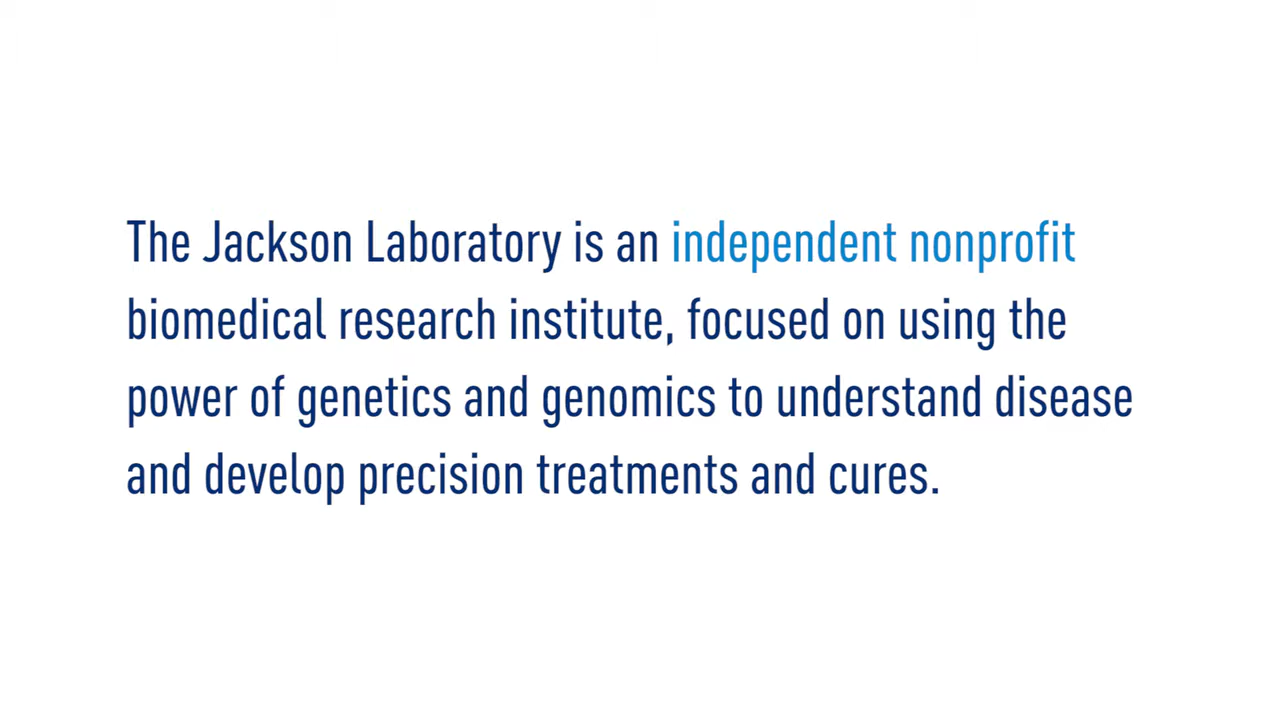 The Jackson Laboratory is an independent nonprofit
biomedical research institute, focused on using the
power of genetics and genomics to understand disease
and develop precision treatments and cures.